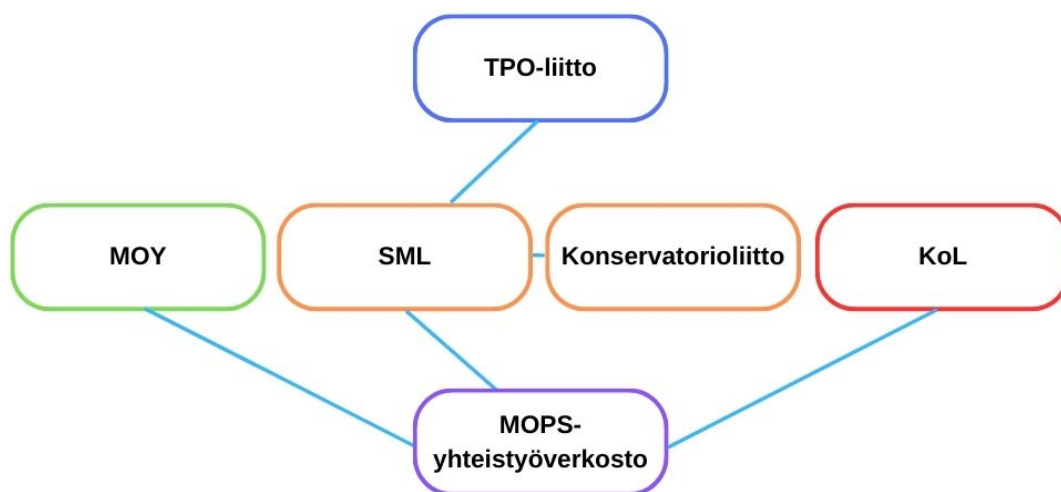 TPO-liitto
MOY
SML
Konservatorioliitto
KoL
MOPS-
yhteistyöverkosto